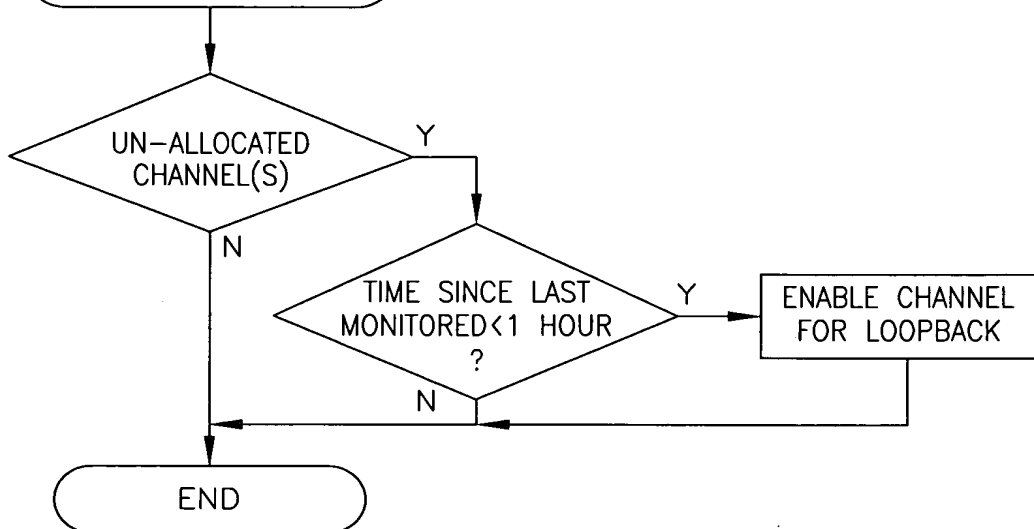 UN-ALLOCATED
CHANNEL(S)
Y
N
TIME SINCE LAST
MONITORED<1 HOUR
?
Y
N
ENABLE CHANNEL
FOR LOOPBACK
END